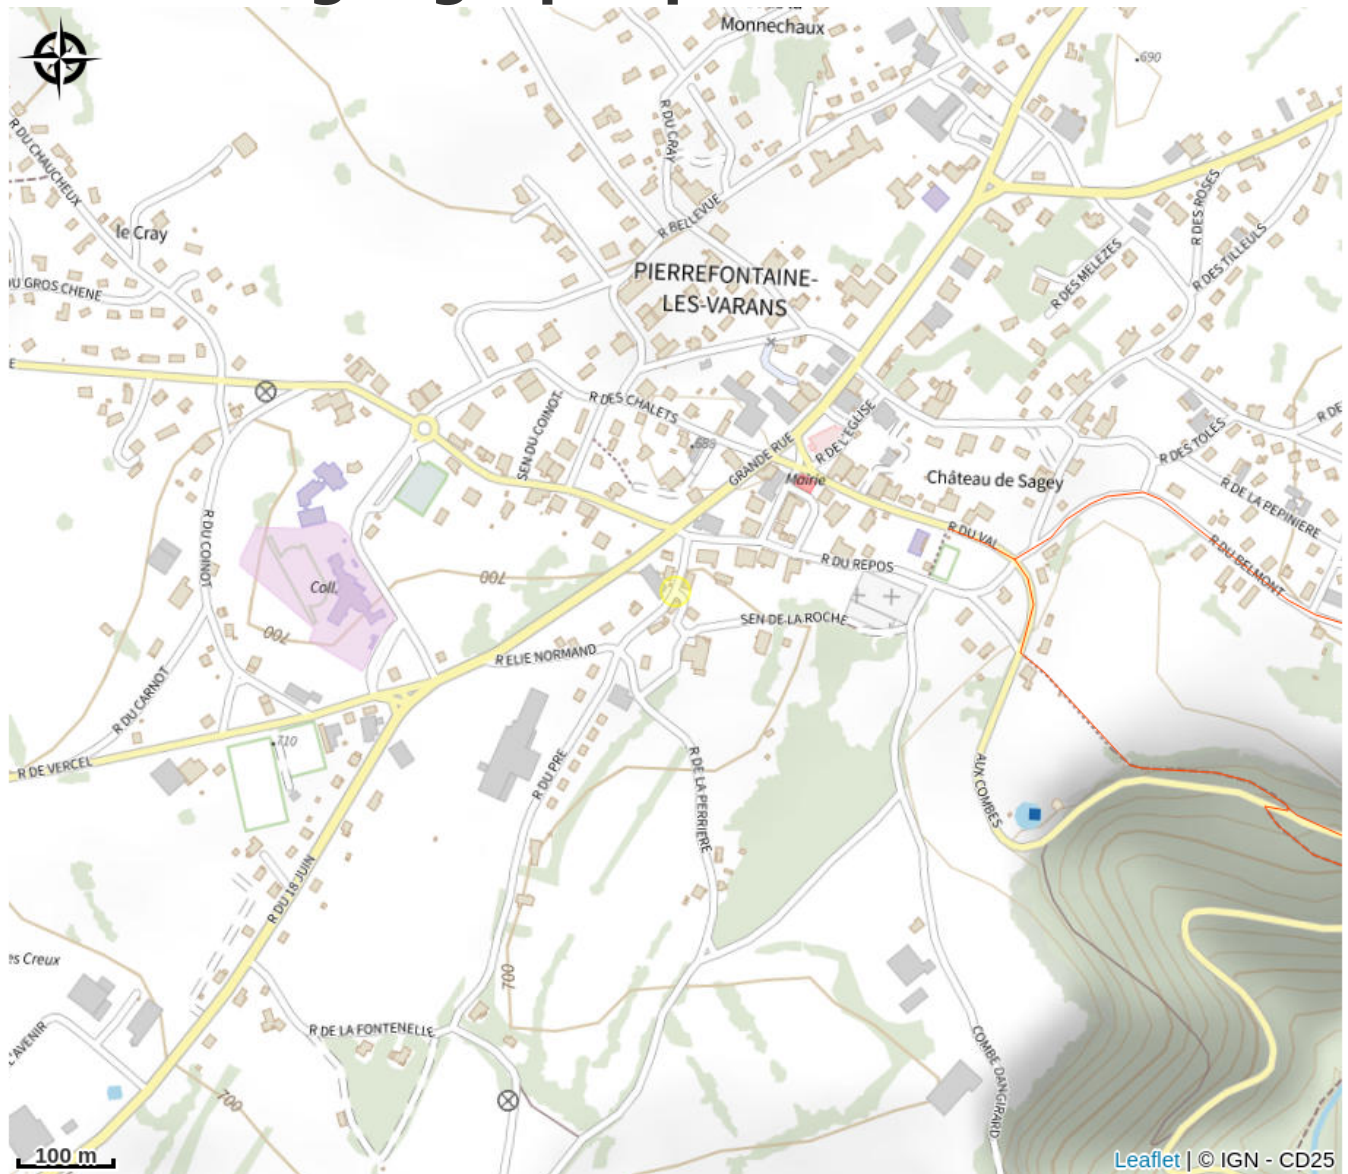 Monnechaux
690
R DU CHAUCHEUX
R DU CRAY
R BELLEVUE
R DES ROSES
R DES TILLEULS
R DES MELEZES
le Cray
U GROS CHENE
PIERREFONTAINE-
LES-VARANS
E
SEN DU COINOT
R DES CHALETS
688
GRANDE RUE
R DE L'EGLISE
Mairie
Château de Sagey
R DES TOLES
R DE
R DE LA PEPINIERE
R DU BELMONT
R DU VAL
R DU REPOS
R DU COINOT
Coll.
700
700
SEN DE LA ROCHE
R ELIE NORMAND
R DU CARNOT
R DE VERCEL
710
R DU PRE
R DE LA PERRIERE
AUX COMBES
R DU 18 JUIN
es Creux
700
R DE LA FONTENELLE
L'AVENIR
700
COMBE DANGIRARD
100 m
Leaflet | © IGN - CD25